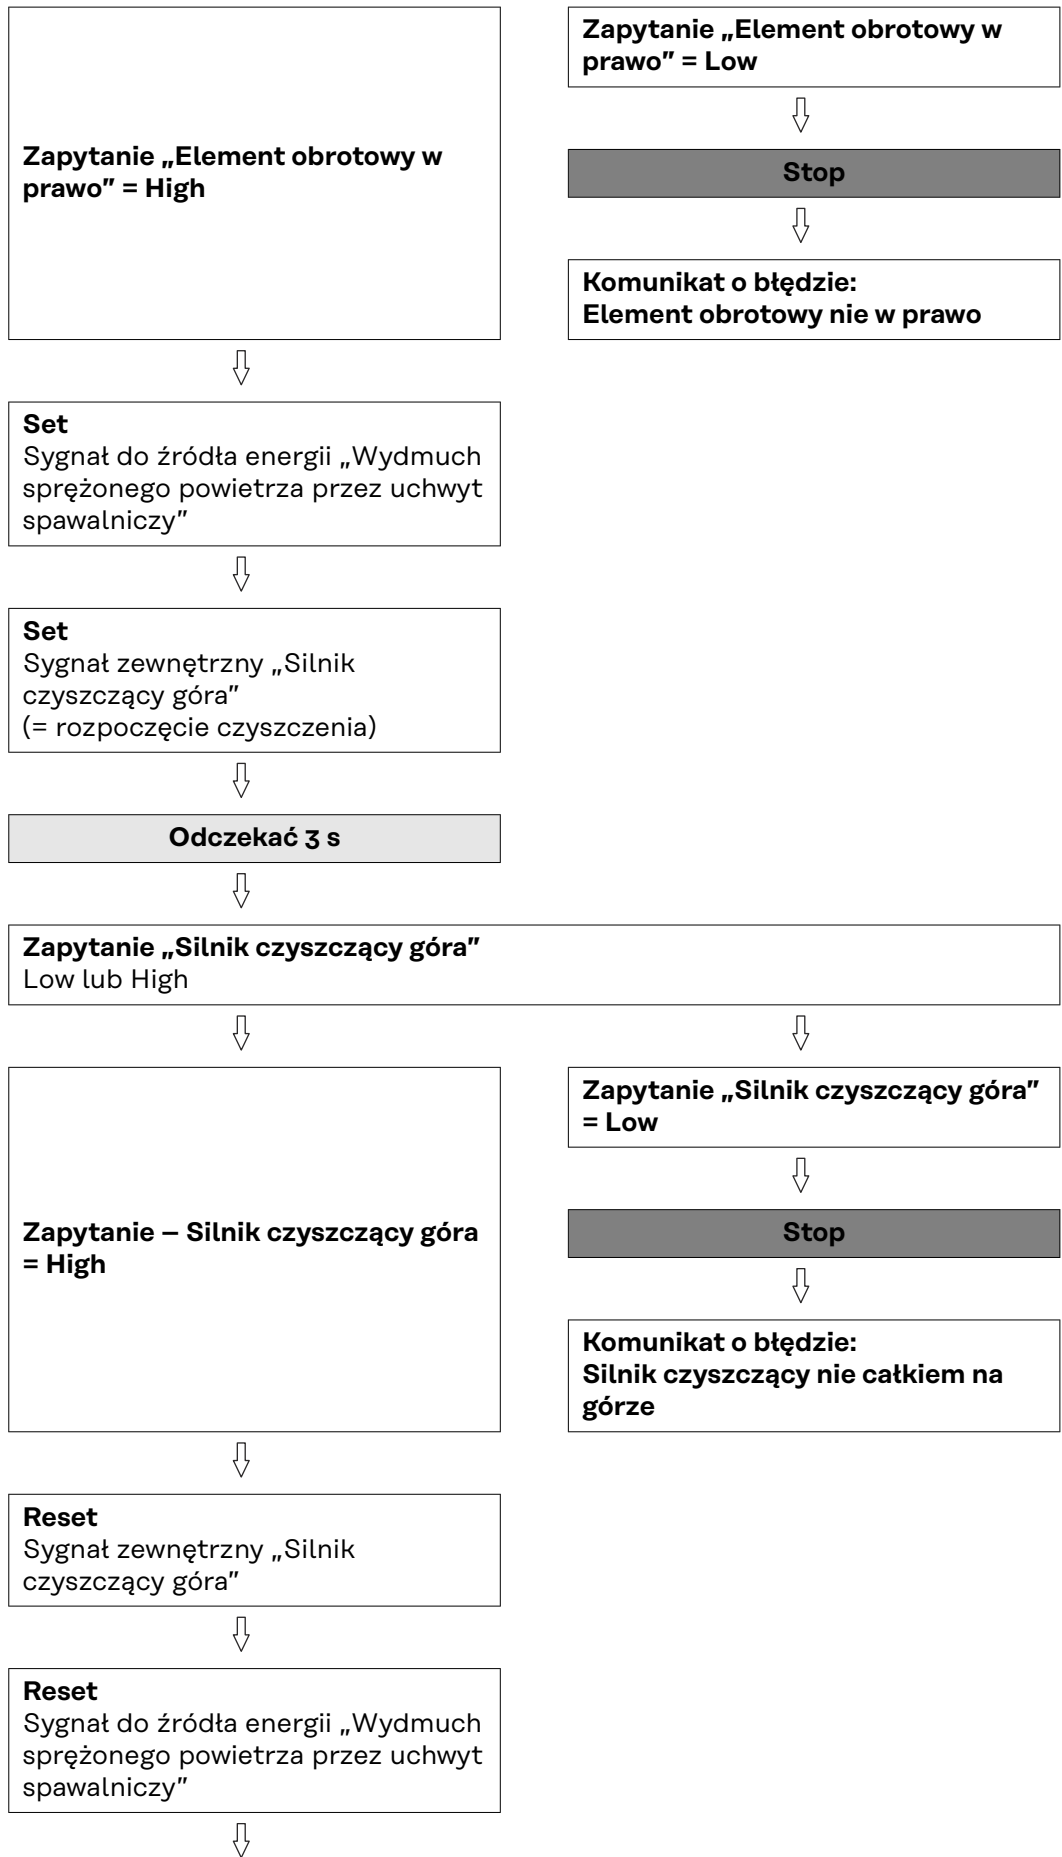 Zapytanie „Element obrotowy w
prawo” = High
Zapytanie „Element obrotowy w
prawo” = Low
Stop
Komunikat o błędzie:
Element obrotowy nie w prawo
Set
Sygnał do źródła energii „Wydmuch
sprężonego powietrza przez uchwyt
spawalniczy”
Set
Sygnał zewnętrzny „Silnik
czyszczący góra”
(= rozpoczęcie czyszczenia)
Odczekać 3 s
Zapytanie „Silnik czyszczący góra”
Low lub High
Zapytanie – Silnik czyszczący góra
= High
Zapytanie „Silnik czyszczący góra”
= Low
Stop
Komunikat o błędzie:
Silnik czyszczący nie całkiem na
górze
Reset
Sygnał zewnętrzny „Silnik
czyszczący góra”
Reset
Sygnał do źródła energii „Wydmuch
sprężonego powietrza przez uchwyt
spawalniczy”